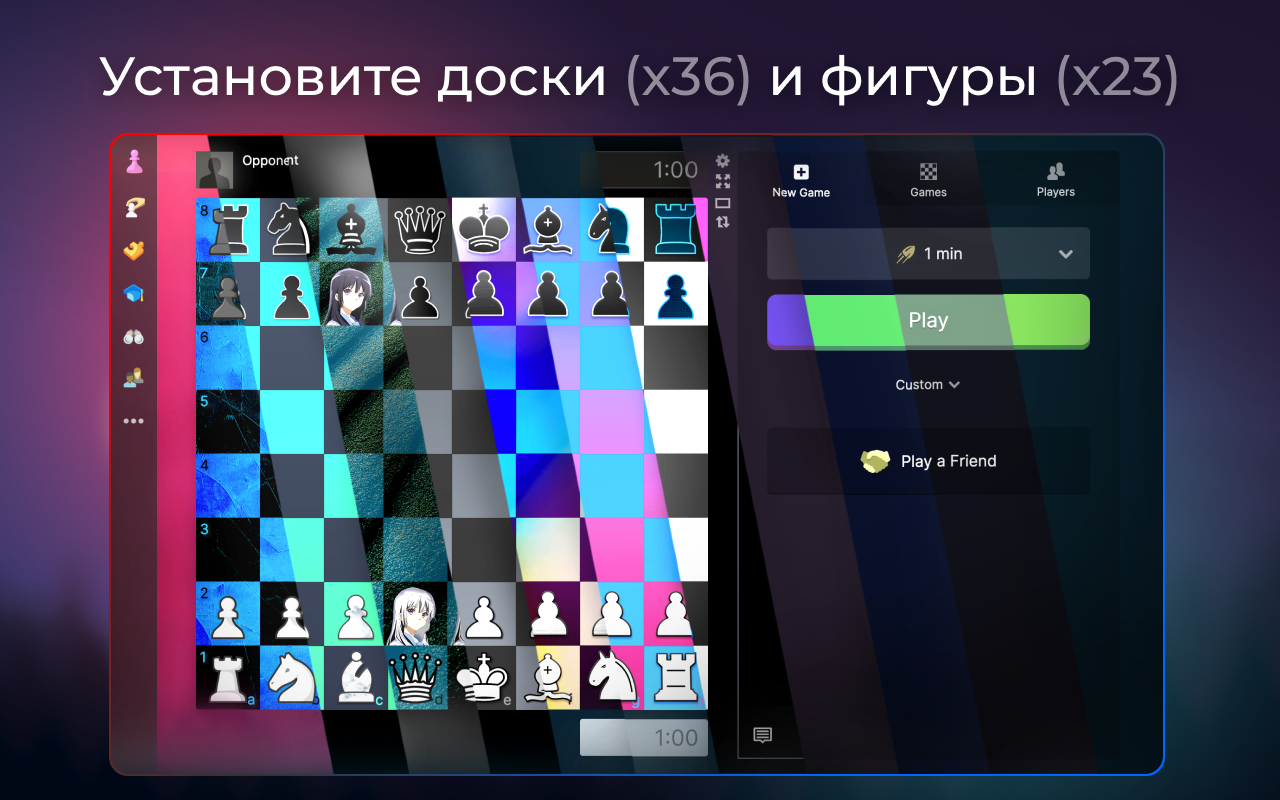 Установите доски (x36) и фигуры (x23)
Opponent
1:00
New Game
Games
Players
8
7
6
5
4
3
2
1
a
b
c
d
e
g
1 min
Play
Custom
Play a Friend
1:00